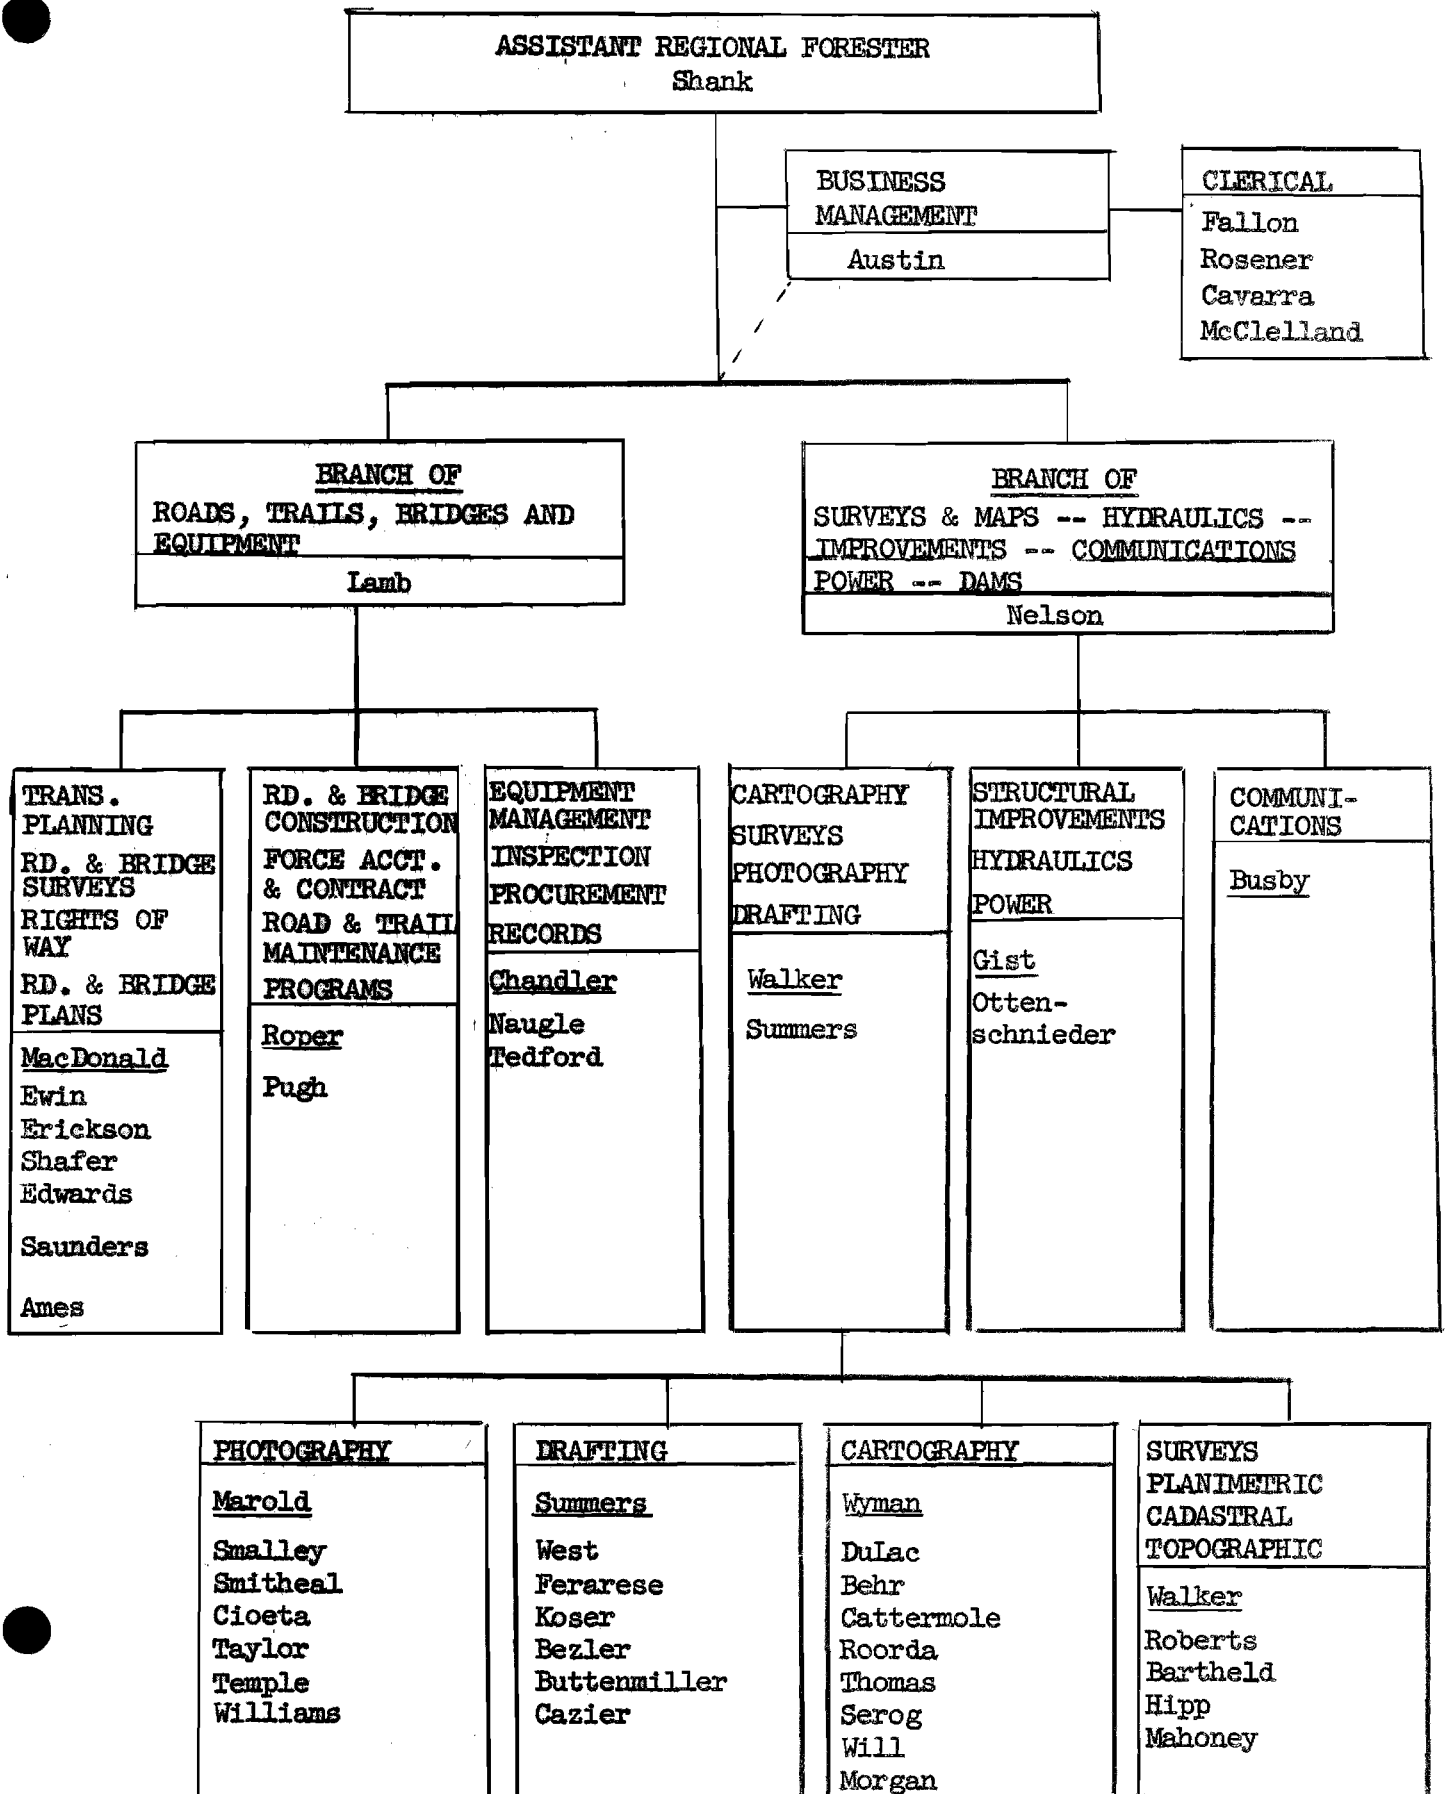 ASSISTANT REGIONAL FORESTER
Shank
BUSINESS
MANAGEMENT
Austin
CLERICAL
Fallon
Rosener
Cavarra
McClelland
BRANCH OF
ROADS, TRAILS, BRIDGES AND
EQUIPMENT
Lamb
BRANCH OF
SURVEYS & MAPS -- HYDRAULICS --
IMPROVEMENTS -- COMMUNICATIONS
POWER -- DAMS
Nelson
TRANS.
PLANNING
RD. & BRIDGE
SURVEYS
RIGHTS OF
WAY
RD. & BRIDGE
PLANS
MacDonald
Ewin
Erickson
Shafer
Edwards
Saunders
Ames
RD. & BRIDGE
CONSTRUCTION
FORCE ACCT.
& CONTRACT
ROAD & TRAIL
MAINTENANCE
PROGRAMS
Roper
Pugh
EQUIPMENT
MANAGEMENT
INSPECTION
PROCUREMENT
RECORDS
Chandler
Naugle
Tedford
CARTOGRAPHY
SURVEYS
PHOTOGRAPHY
DRAFTING
Walker
Summers
STRUCTURAL
IMPROVEMENTS
HYDRAULICS
POWER
Gist
Otten-
schnieder
COMMUNI-
CATIONS
Busby
PHOTOGRAPHY
Marold
Smalley
Smitheal
Cioeta
Taylor
Temple
Williams
DRAFTING
Summers
West
Ferarese
Koser
Bezler
Buttenmiller
Cazier
CARTOGRAPHY
Wyman
DuLac
Behr
Cattermole
Roorda
Thomas
Serog
Will
Morgan
SURVEYS
PLANIMETRIC
CADASTRAL
TOPOGRAPHIC
Walker
Roberts
Bartheld
Hipp
Mahoney